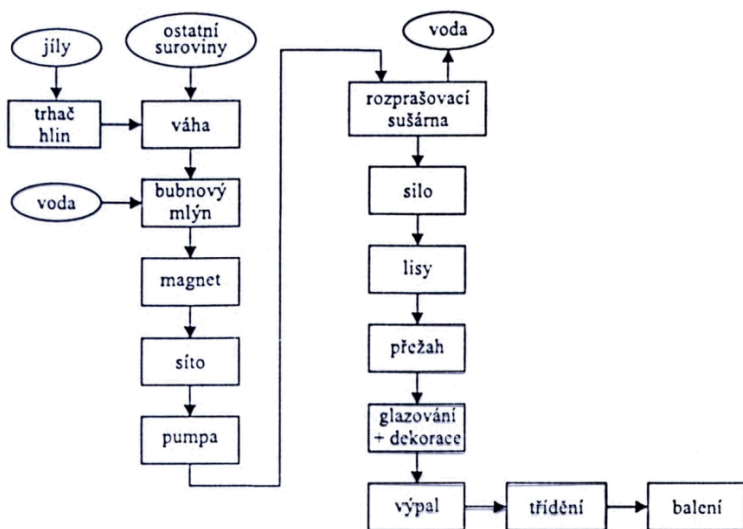 jíly
ostatní
suroviny
trhač
hlin
váha
voda
bubnový
mlýn
magnet
síto
pumpa
voda
rozprašovací
sušárna
silo
lisy
přežah
glazování
+ dekorace
výpal
třídění
balení